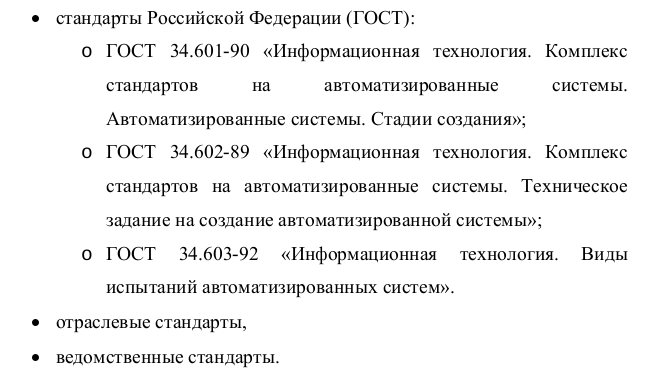 • стандарты Российской Федерации (ГОСТ):
o ГОСТ 34.601-90 «Информационная технология. Комплекс
стандартов на автоматизированные системы.
Автоматизированные системы. Стадии создания»;
o ГОСТ 34.602-89 «Информационная технология. Комплекс
стандартов на автоматизированные системы. Техническое
задание на создание автоматизированной системы»;
o ГОСТ 34.603-92 «Информационная технология. Виды
испытаний автоматизированных систем».
• отраслевые стандарты,
• ведомственные стандарты.